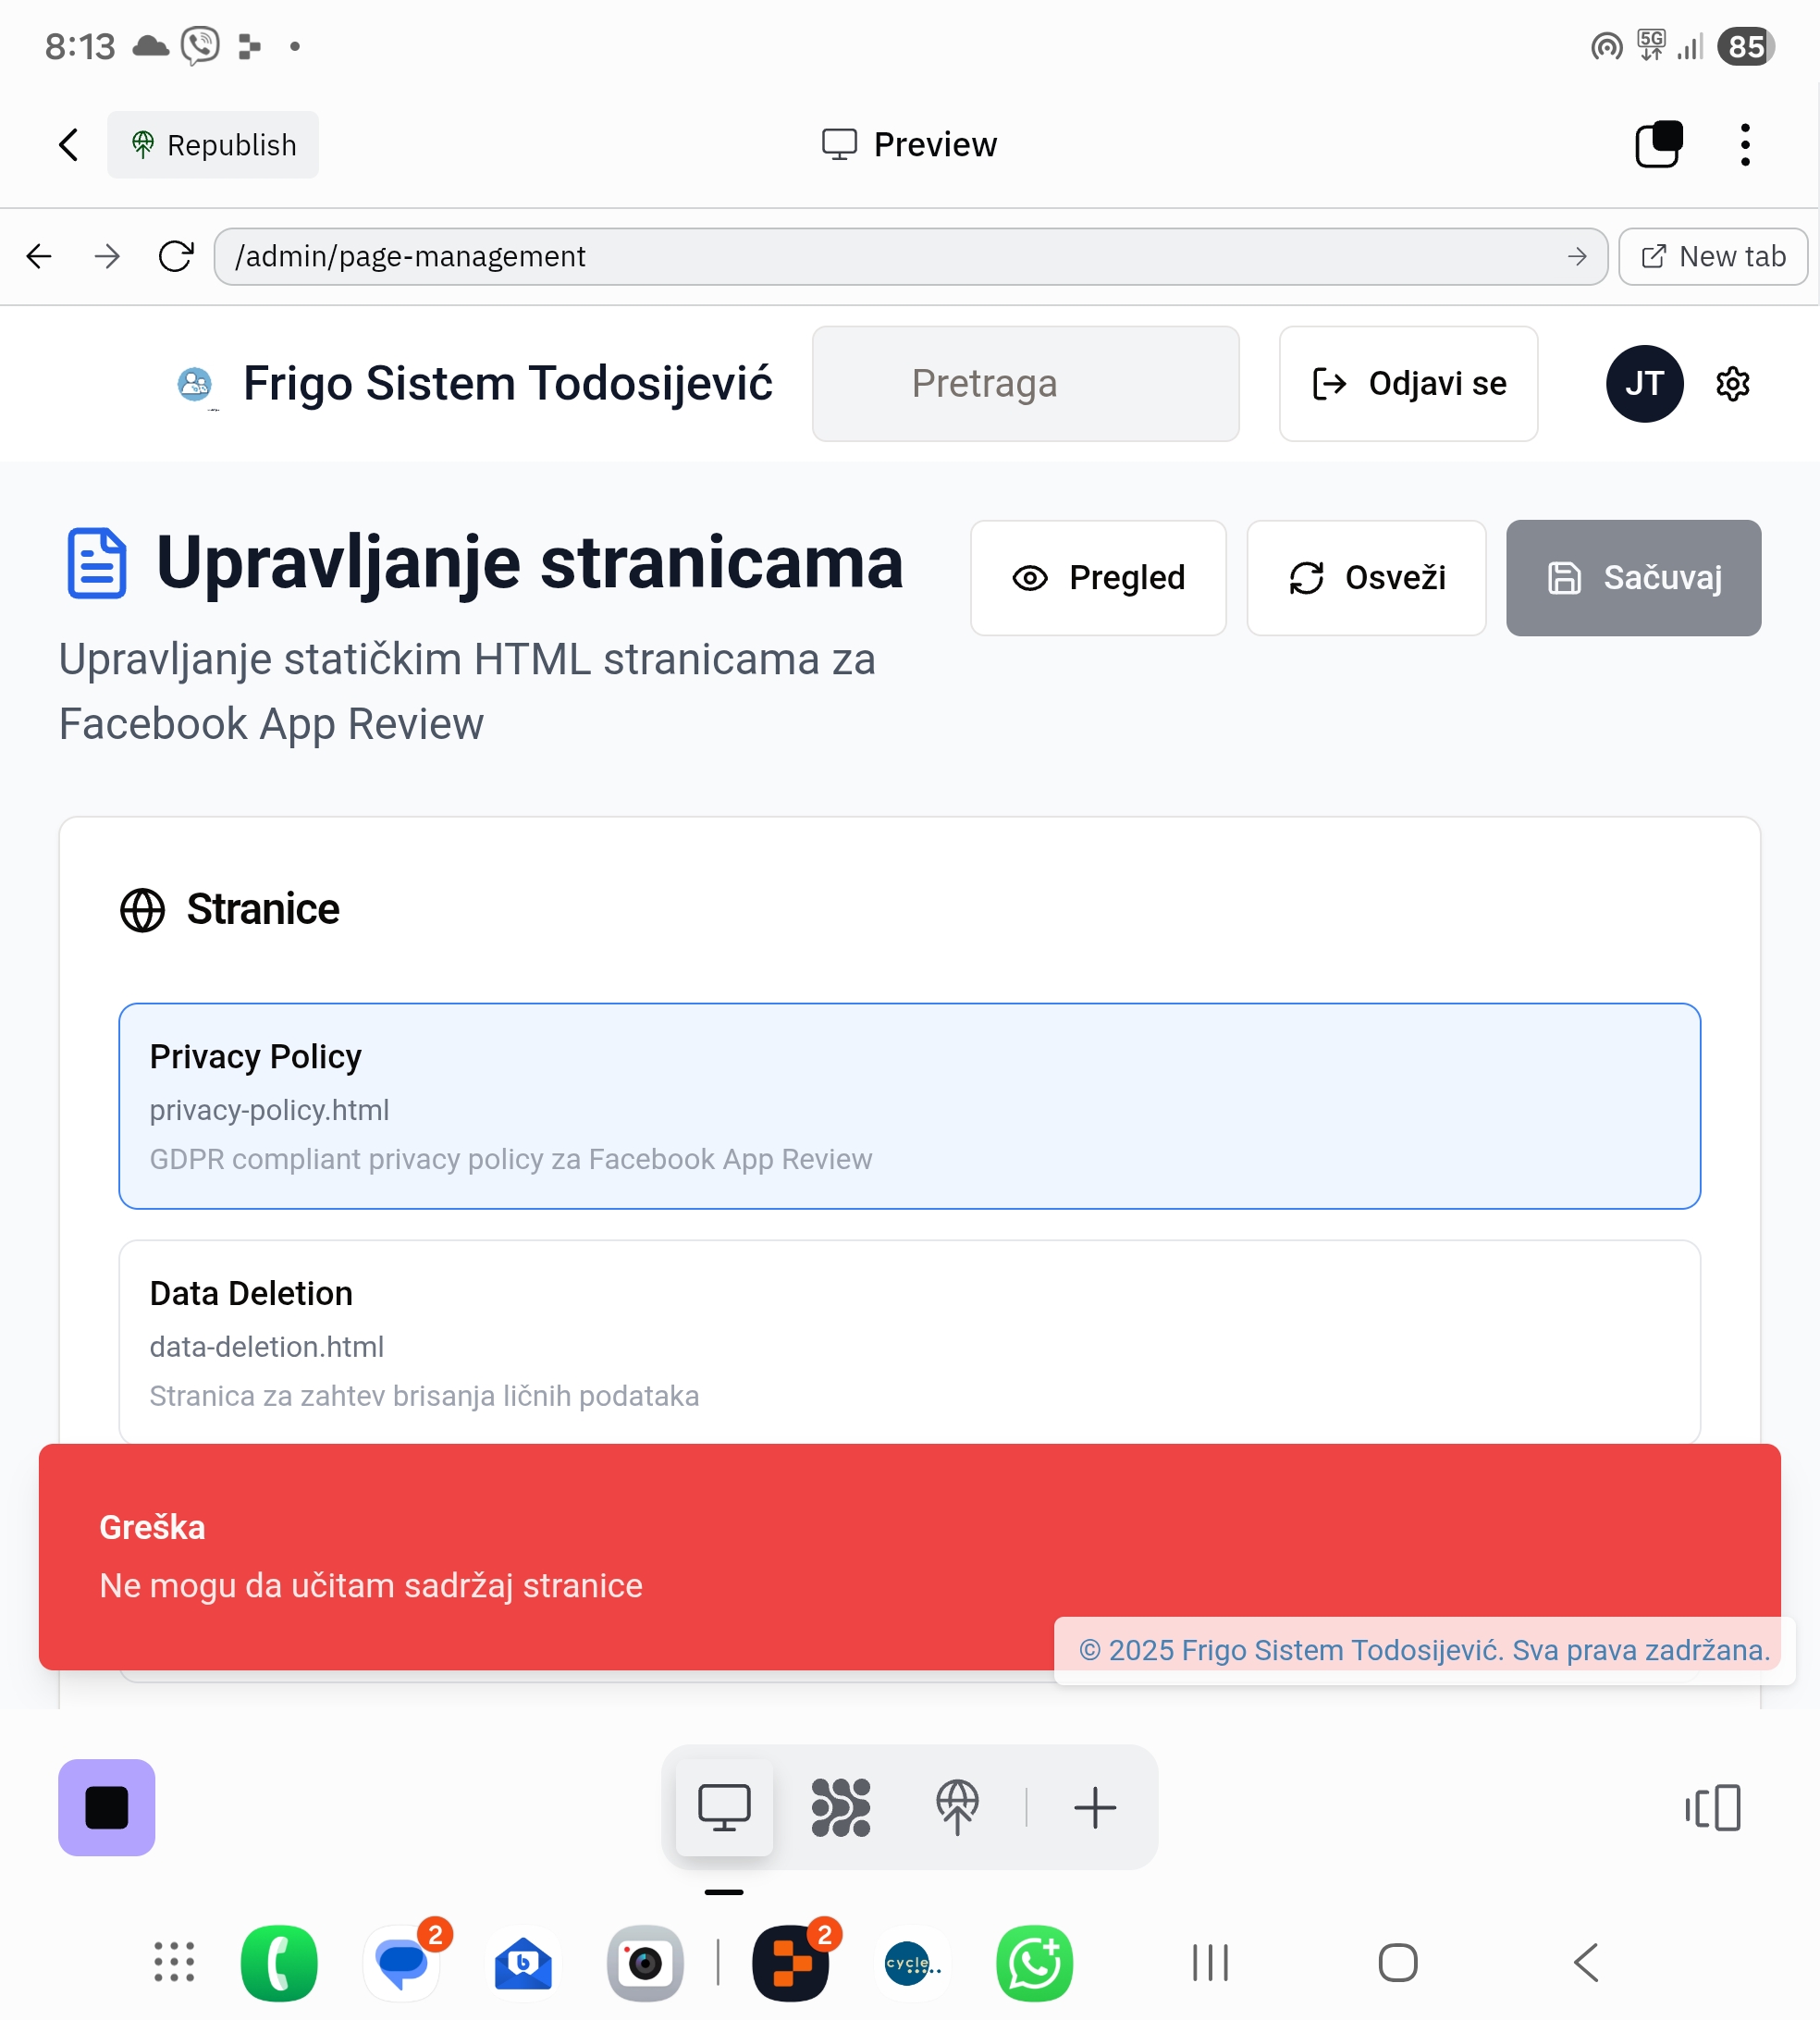 8:13
5G
85
Republish
Preview
/admin/page-management
New tab
Frigo Sistem Todosijević
Pretraga
Odjavi se
JT
Upravljanje stranicama
Pregled
Osveži
Sačuvaj
Upravljanje statičkim HTML stranicama za
Facebook App Review
Stranice
Privacy Policy
privacy-policy.html
GDPR compliant privacy policy za Facebook App Review
Data Deletion
data-deletion.html
Stranica za zahtev brisanja ličnih podataka
Greška
Ne mogu da učitam sadržaj stranice
© 2025 Frigo Sistem Todosijević. Sva prava zadržana.
2
2
cycle